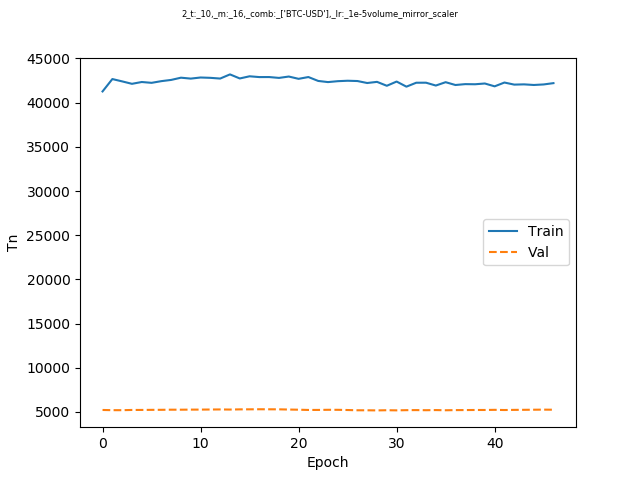 2_t:_10,_m:_16,_comb:_['BTC-USD'],_lr:_1e-5volume_mirror_scaler
45000
40000
35000
30000
25000
20000
15000
10000
5000
Tn
Train
Val
0
10
20
30
40
Epoch